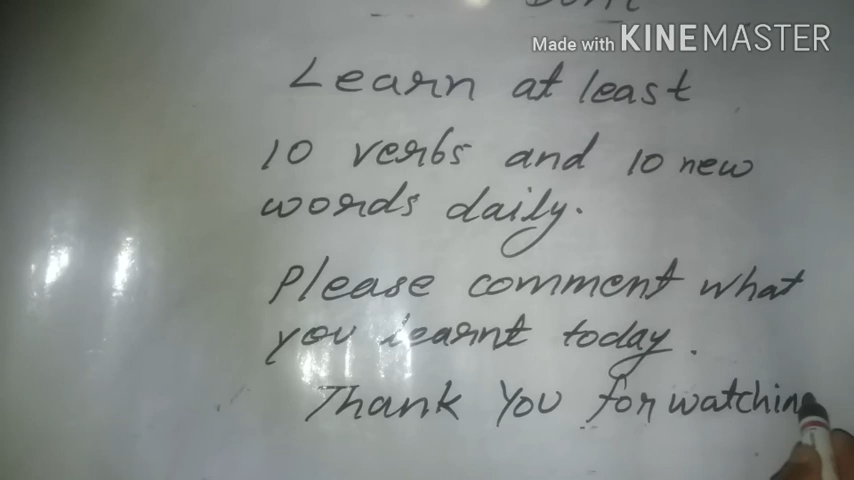 Made with KINEMASTER
Learn at least
10 verbs and 10 new
words daily.
Please comment what
you learnt today.
Thank You for watchin